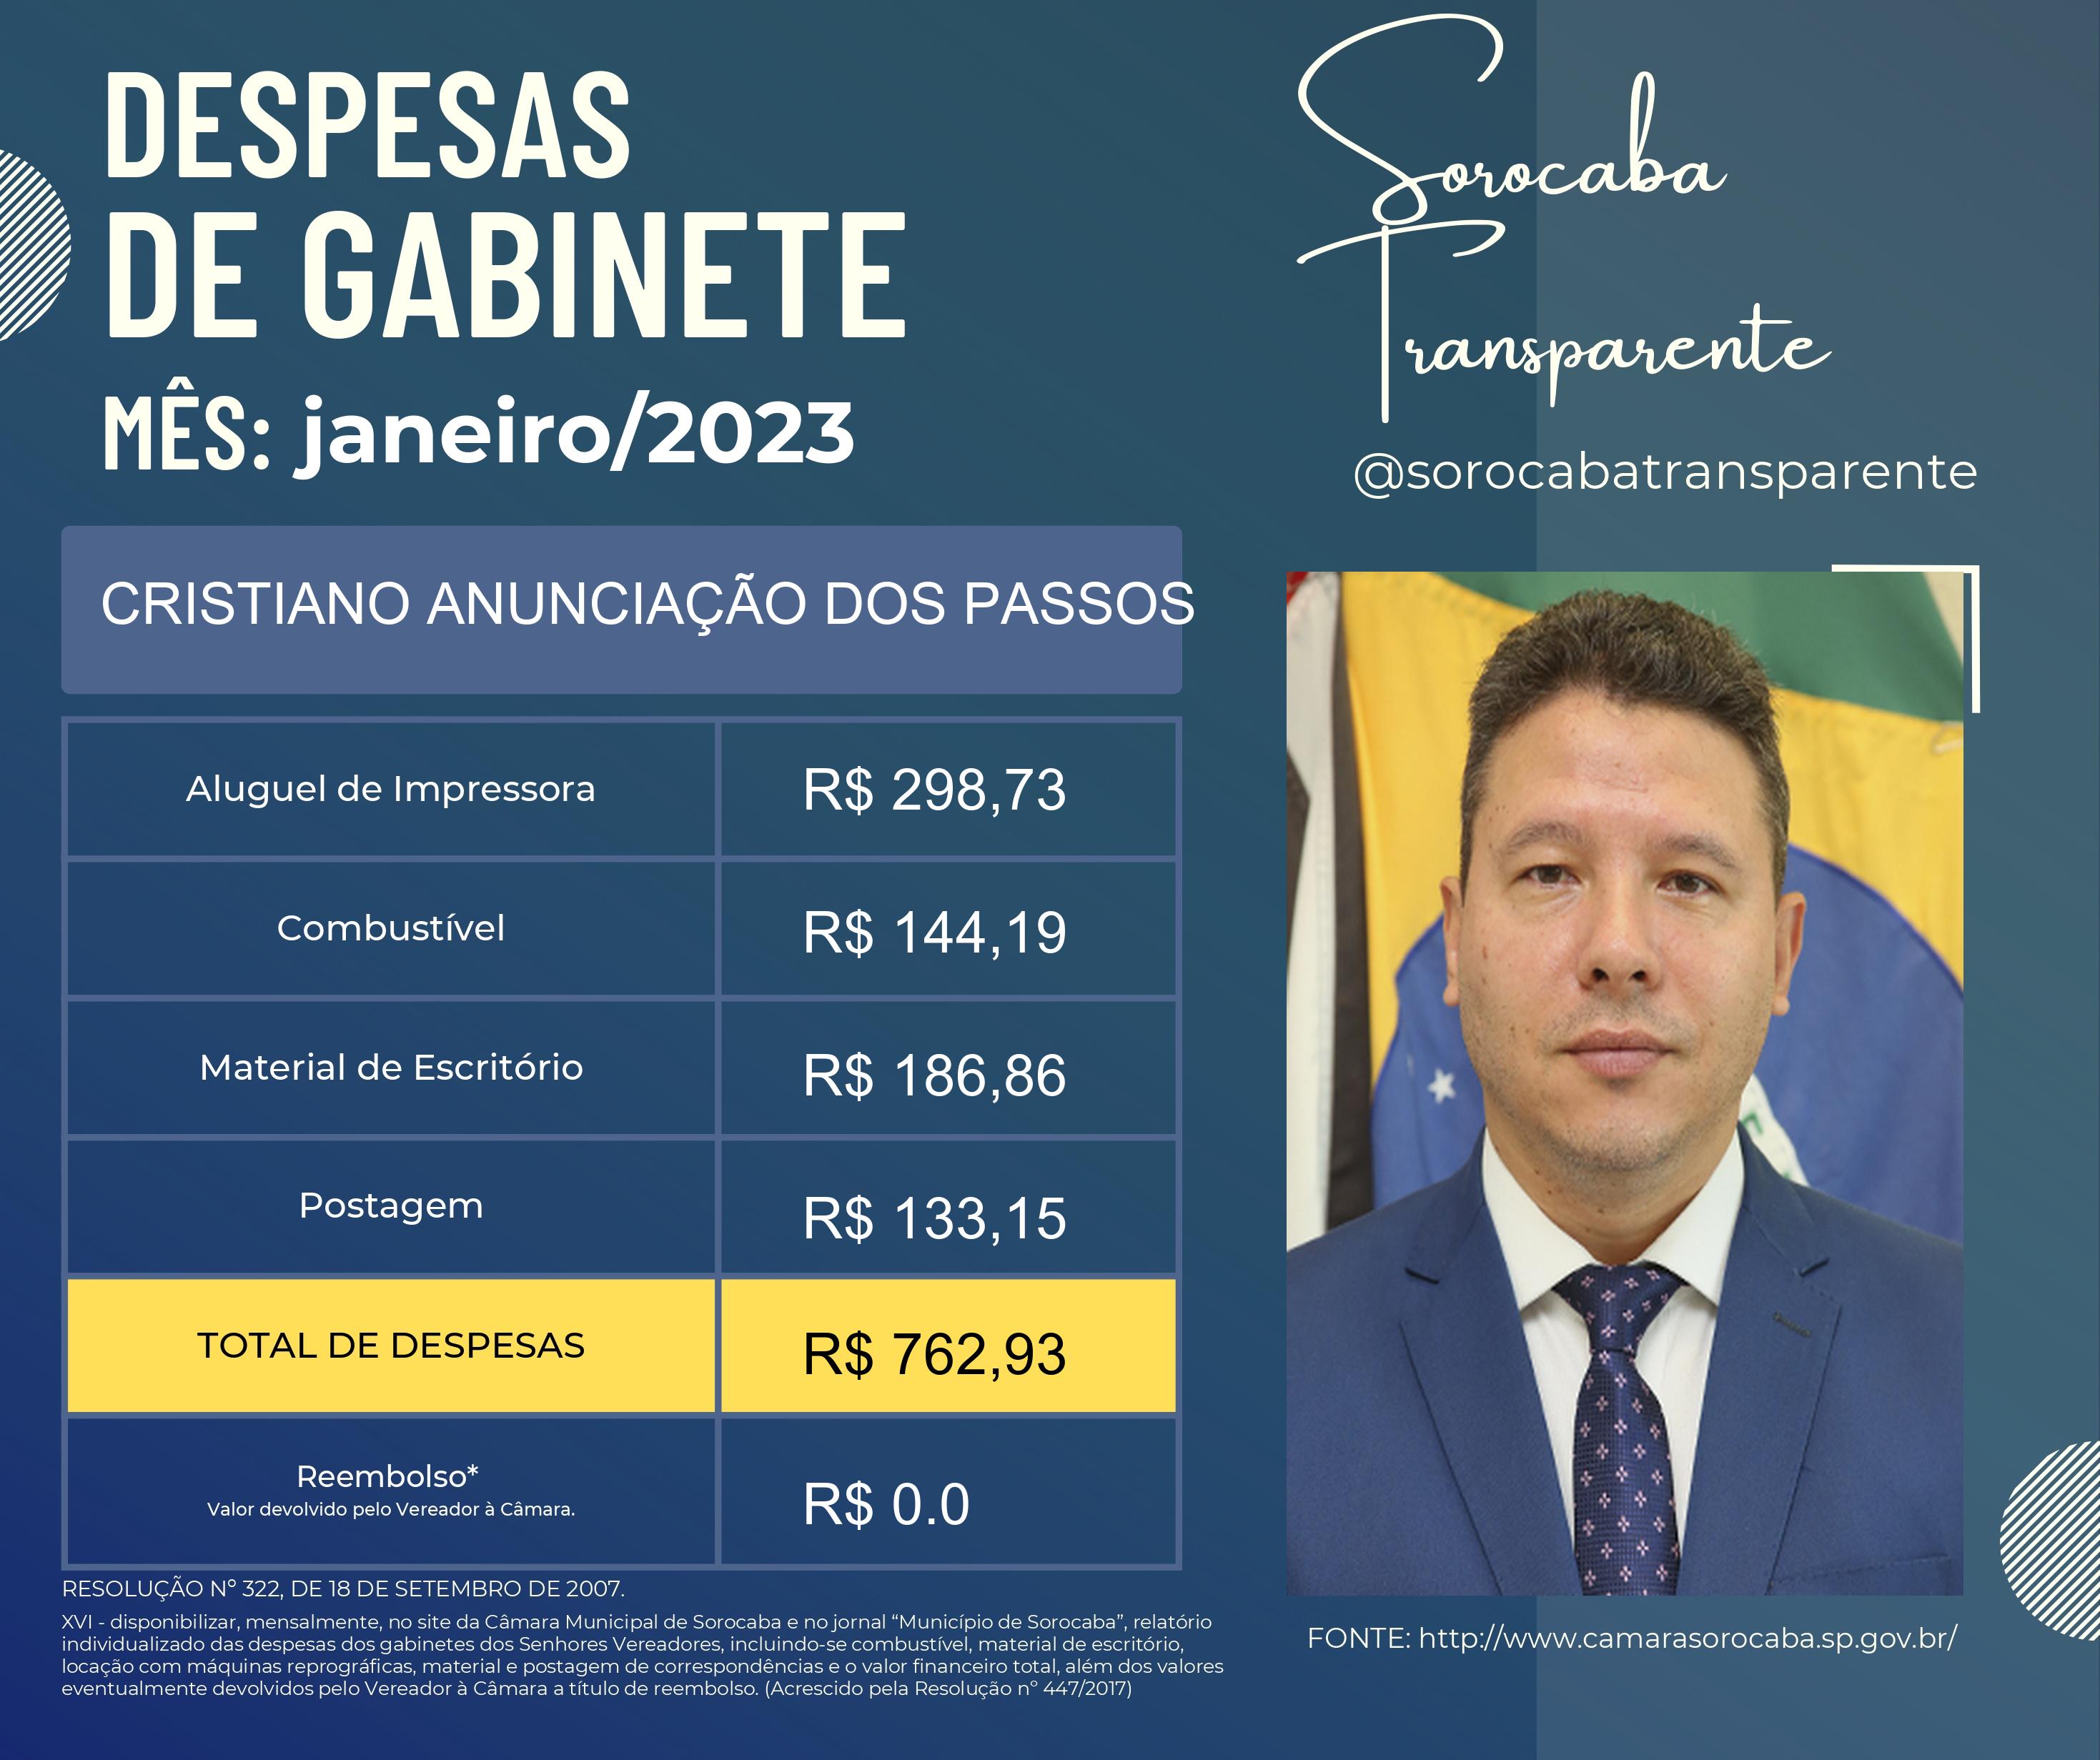 DESPESAS
DE GABINETE
MÊS: janeiro/2023
Sorocaba
Transparente
@sorocabatransparente
CRISTIANO ANUNCIAÇÃO DOS PASSOS
Aluguel de Impressora R$ 298,73
Combustível R$ 144,19
Material de Escritório R$ 186,86
Postagem R$ 133,15
TOTAL DE DESPESAS R$ 762,93
Reembolso* R$ 0.0
Valor devolvido pelo Vereador à Câmara.
RESOLUÇÃO Nº 322, DE 18 DE SETEMBRO DE 2007.
XVI - disponibilizar, mensalmente, no site da Câmara Municipal de Sorocaba e no jornal “Município de Sorocaba”, relatório
individualizado das despesas dos gabinetes dos Senhores Vereadores, incluindo-se combustível, material de escritório,
locação com máquinas reprográficas, material e postagem de correspondências e o valor financeiro total, além dos valores
eventualmente devolvidos pelo Vereador à Câmara a título de reembolso. (Acrescido pela Resolução nº 447/2017)
FONTE: http://www.camarasorocaba.sp.gov.br/